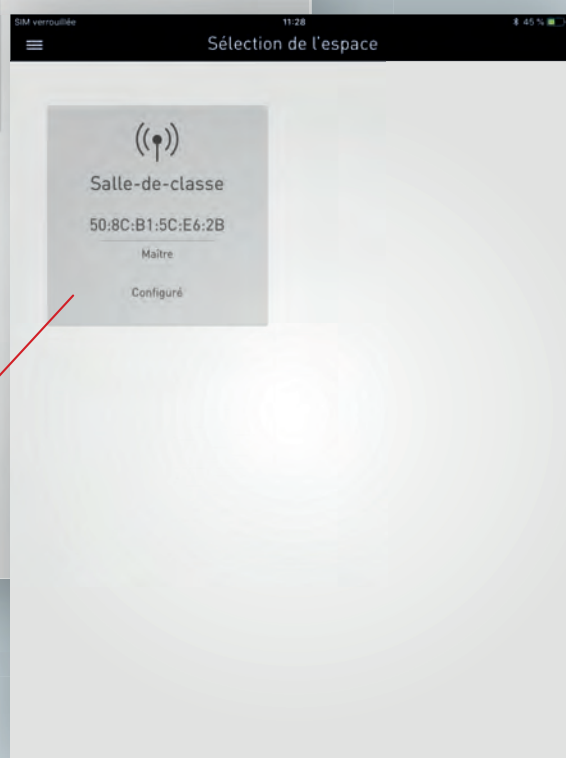 SIM verrouillée 11:28 45 %
Sélection de l'espace
Salle-de-classe
50:8C:B1:5C:E6:2B
Maître
Configuré